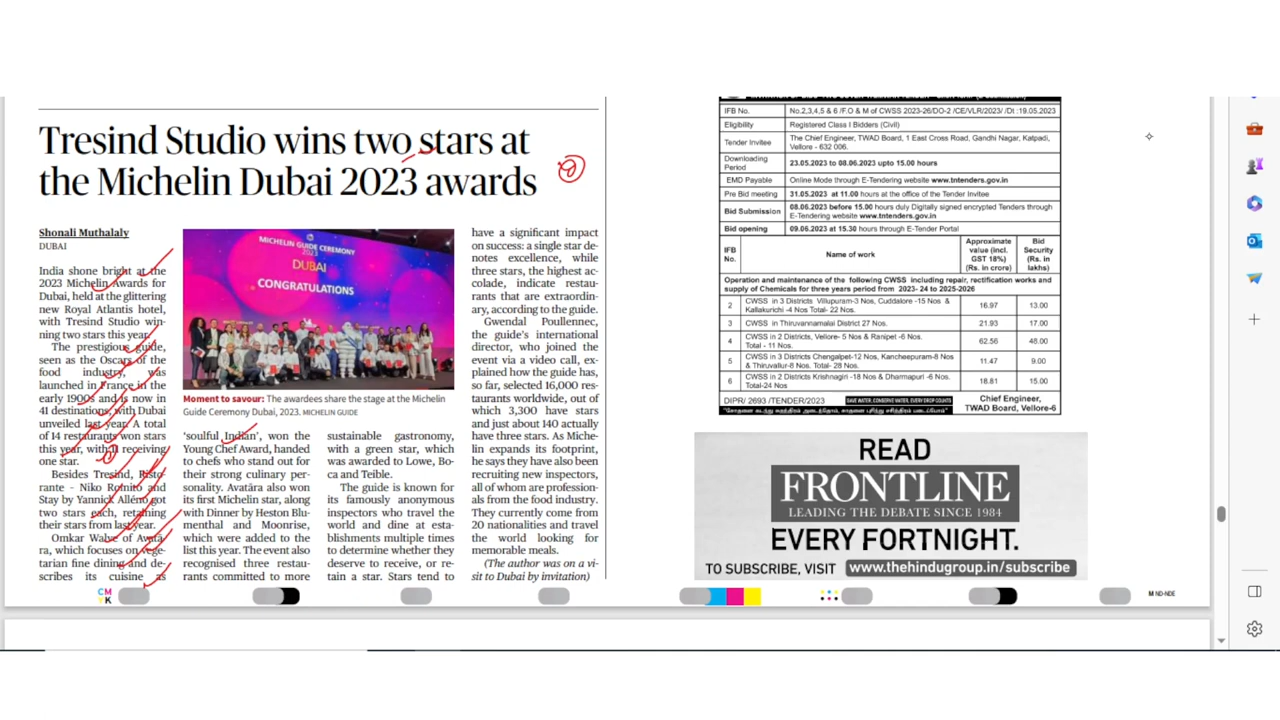 Tresind Studio wins two stars at
the Michelin Dubai 2023 awards
Shonali Muthalaly
DUBAI
India shone bright at the
2023 Michelin Awards for
Dubai, held at the glittering
new Royal Atlantis hotel,
with Tresind Studio win-
ning two stars this year.
The prestigious guide,
seen as the Oscars of the
food industry, was
launched in France in the
early 1900s and is now in
41 destinations, with Dubai
unveiled last year. A total
of 14 restaurants won stars
this year, with 11 receiving
one star.
Besides Tresind, Risto-
rante - Niko Romito and
Stay by Yannick Alléno got
two stars each, retaining
their stars from last year.
Omkar Walve of Avata-
ra, which focuses on vege-
tarian fine dining and de-
scribes its cuisine as
MICHELIN GUIDE CEREMONY
2023
DUBAI
CONGRATULATIONS
Moment to savour: The awardees share the stage at the Michelin
Guide Ceremony Dubai, 2023. MICHELIN GUIDE
‘soulful Indian’, won the
Young Chef Award, handed
to chefs who stand out for
their strong culinary per-
sonality. Avatāra also won
its first Michelin star, along
with Dinner by Heston Blu-
menthal and Moonrise,
which were added to the
list this year. The event also
recognised three restau-
rants committed to more
sustainable gastronomy,
with a green star, which
was awarded to Lowe, Bo-
ca and Teible.
The guide is known for
its famously anonymous
inspectors who travel the
world and dine at esta-
blishments multiple times
to determine whether they
deserve to receive, or re-
tain a star. Stars tend to
have a significant impact
on success: a single star de-
notes excellence, while
three stars, the highest ac-
colade, indicate restau-
rants that are extraordin-
ary, according to the guide.
Gwendal Poullennec,
the guide’s international
director, who joined the
event via a video call, ex-
plained how the guide has,
so far, selected 16,000 res-
taurants worldwide, out of
which 3,300 have stars
and just about 140 actually
have three stars. As Miche-
lin expands its footprint,
he says they have also been
recruiting new inspectors,
all of whom are profession-
als from the food industry.
They currently come from
20 nationalities and travel
the world looking for
memorable meals.
(The author was on a vi-
sit to Dubai by invitation)
IFB No. No.2,3,4,5 & 6 /F.O & M of CWSS 2023-26/DO-2 /CE/VLR/2023/ /Dt :19.05.2023
Eligibility Registered Class I Bidders (Civil)
Tender Invitee The Chief Engineer, TWAD Board, 1 East Cross Road, Gandhi Nagar, Katpadi,
Vellore - 632 006.
Downloading Period 23.05.2023 to 08.06.2023 upto 15.00 hours
EMD Payable Online Mode through E-Tendering website www.tntenders.gov.in
Pre Bid meeting 31.05.2023 at 11.00 hours at the office of the Tender Invitee
Bid Submission 08.06.2023 before 15.00 hours duly Digitally signed encrypted Tenders through
E-Tendering website www.tntenders.gov.in
Bid opening 09.06.2023 at 15.30 hours through E-Tender Portal
IFB No. Name of work Approximate value (incl. GST 18%) (Rs. in crore) Bid Security (Rs. in lakhs)
Operation and maintenance of the following CWSS including repair, rectification works and
supply of Chemicals for three years period from 2023- 24 to 2025-2026
2 CWSS in 3 Districts Villupuram-3 Nos, Cuddalore -15 Nos & Kallakurichi -4 Nos Total- 22 Nos. 16.97 13.00
3 CWSS in Thiruvannamalai District 27 Nos. 21.93 17.00
4 CWSS in 2 Districts, Vellore- 5 Nos & Ranipet -6 Nos. Total - 11 Nos. 62.56 48.00
5 CWSS in 3 Districts Chengalpet-12 Nos, Kancheepuram-8 Nos & Thiruvallur-8 Nos. Total- 28 Nos. 11.47 9.00
6 CWSS in 2 Districts Krishnagiri -18 Nos & Dharmapuri -6 Nos. Total-24 Nos 18.81 15.00
DIPR/ 2693 /TENDER/2023 SAVE WATER, CONSERVE WATER, EVERY DROP COUNTS
Chief Engineer,
TWAD Board, Vellore-6
READ
FRONTLINE
LEADING THE DEBATE SINCE 1984
EVERY FORTNIGHT.
TO SUBSCRIBE, VISIT www.thehindugroup.in/subscribe
CM
YK
M ND-NDE